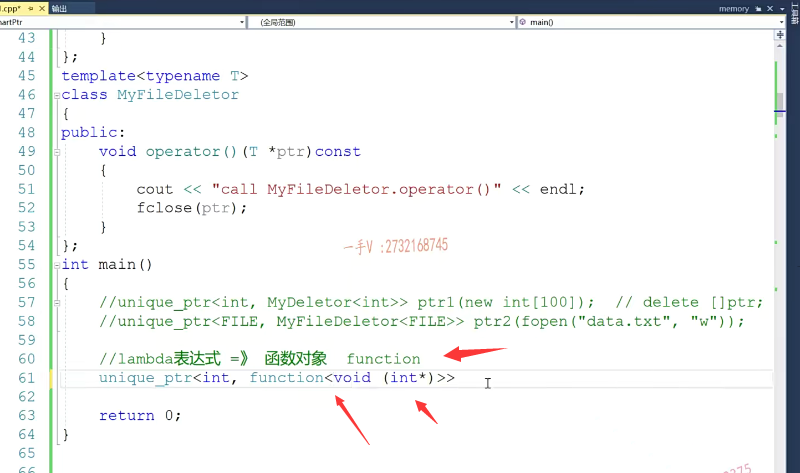 l.cpp* 输出 memory
martPtr (全局范围) main() 工具箱
43 }
44 };
45 template<typename T>
46 class MyFileDeletor
47 {
48 public:
49 void operator()(T *ptr)const
50 {
51 cout << "call MyFileDeletor.operator()" << endl;
52 fclose(ptr);
53 }
54 };
一手V :2732168745
55 int main()
56 {
57 //unique_ptr<int, MyDeletor<int>> ptr1(new int[100]); // delete []ptr;
58 //unique_ptr<FILE, MyFileDeletor<FILE>> ptr2(fopen("data.txt", "w"));
59
60 //lambda表达式 =》 函数对象 function
61 unique_ptr<int, function<void (int*)>>
62
63 return 0;
64 }
65